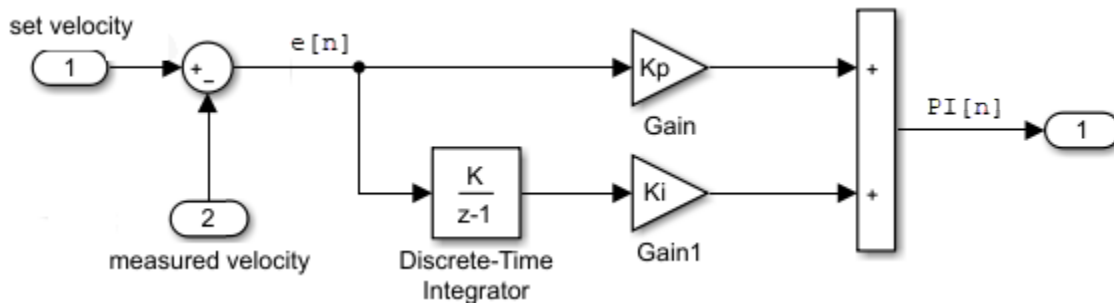 set velocity
1
+
_
e[n]
Kp
Gain
K
z-1
Discrete-Time
Integrator
Ki
Gain1
2
measured velocity
+
+
PI[n]
1